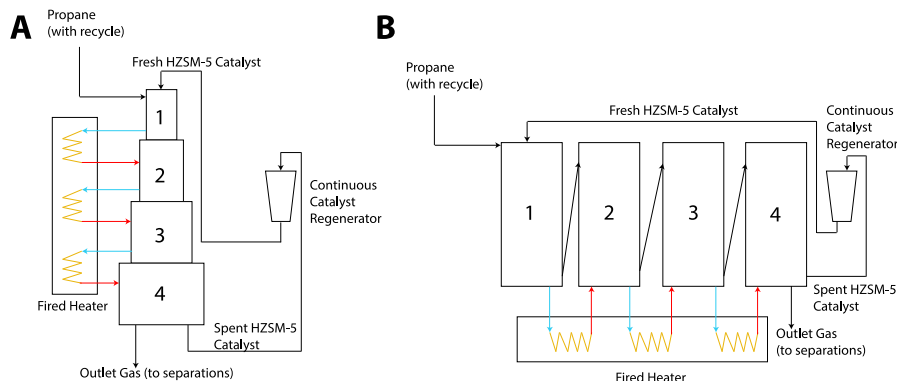 A
Propane
(with recycle)
Fresh HZSM-5 Catalyst
1
2
3
4
Continuous
Catalyst
Regenerator
Fired Heater
Spent HZSM-5
Catalyst
Outlet Gas (to separations)
B
Propane
(with recycle)
Fresh HZSM-5 Catalyst
Continuous
Catalyst
Regenerator
1
2
3
4
Spent HZSM-5
Catalyst
Outlet Gas
(to separations)
Fired Heater